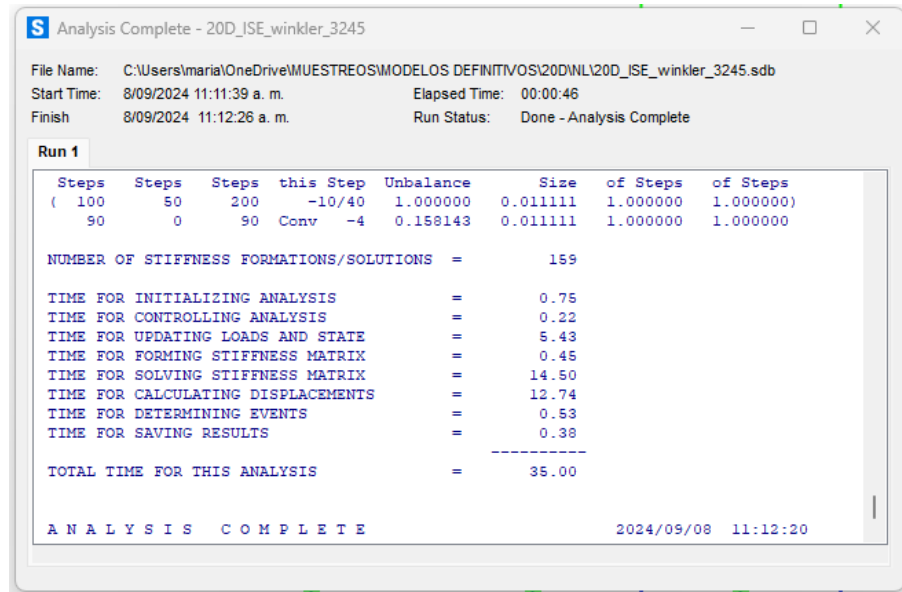 S Analysis Complete - 20D_ISE_winkler_3245
File Name: C:\Users\maria\OneDrive\MUESTREOS\MODELOS DEFINITIVOS\20D\NL\20D_ISE_winkler_3245.sdb
Start Time: 8/09/2024 11:11:39 a. m. Elapsed Time: 00:00:46
Finish 8/09/2024 11:12:26 a. m. Run Status: Done - Analysis Complete
Run 1
Steps Steps Steps this Step Unbalance Size of Steps of Steps
( 100 50 200 -10/40 1.000000 0.011111 1.000000 1.000000)
90 0 90 Conv -4 0.158143 0.011111 1.000000 1.000000
NUMBER OF STIFFNESS FORMATIONS/SOLUTIONS = 159
TIME FOR INITIALIZING ANALYSIS = 0.75
TIME FOR CONTROLLING ANALYSIS = 0.22
TIME FOR UPDATING LOADS AND STATE = 5.43
TIME FOR FORMING STIFFNESS MATRIX = 0.45
TIME FOR SOLVING STIFFNESS MATRIX = 14.50
TIME FOR CALCULATING DISPLACEMENTS = 12.74
TIME FOR DETERMINING EVENTS = 0.53
TIME FOR SAVING RESULTS = 0.38
----------
TOTAL TIME FOR THIS ANALYSIS = 35.00
A N A L Y S I S C O M P L E T E 2024/09/08 11:12:20